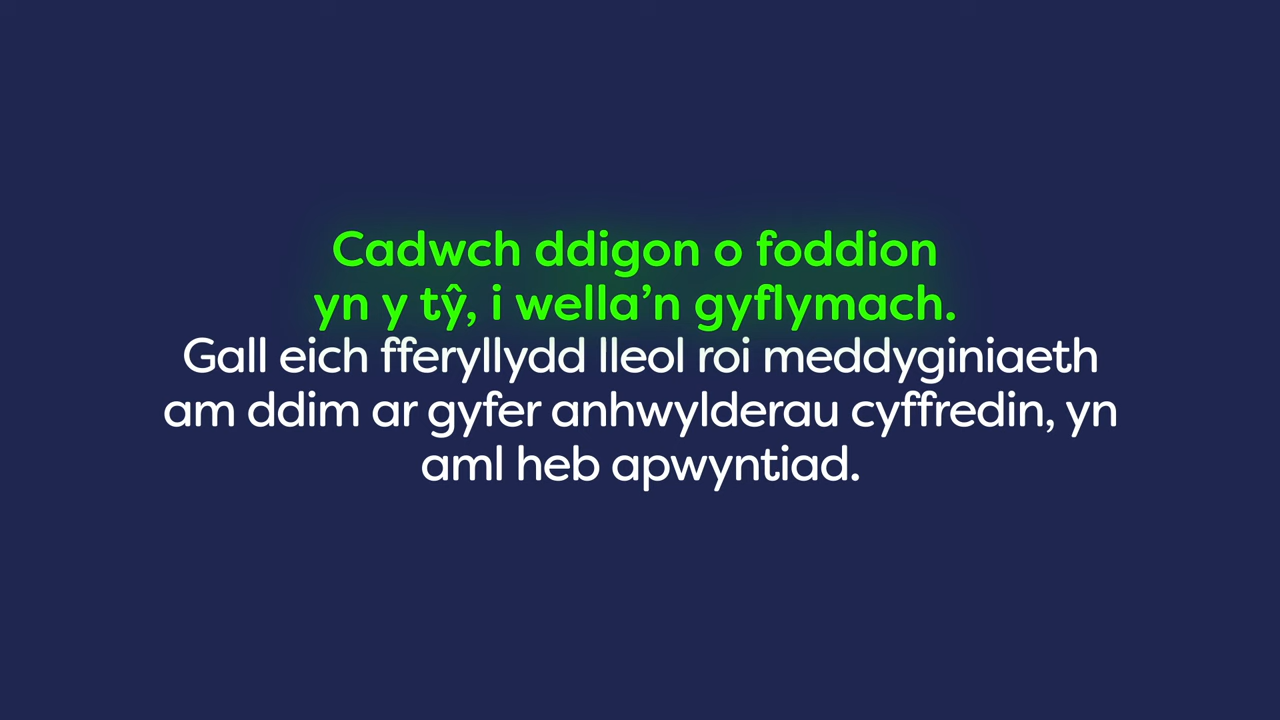 Cadwch ddigon o foddion
yn y tŷ, i wella’n gyflymach.
Gall eich fferyllydd lleol roi meddyginiaeth
am ddim ar gyfer anhwylderau cyffredin, yn
aml heb apwyntiad.